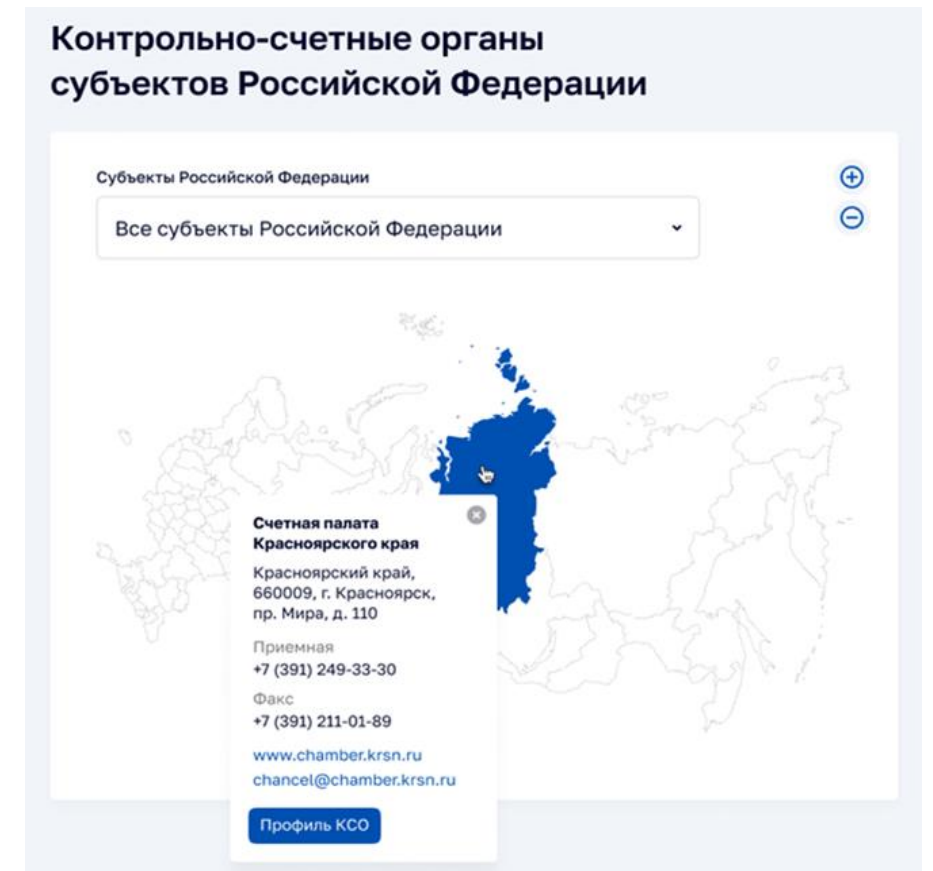 Контрольно-счетные органы
субъектов Российской Федерации
Субъекты Российской Федерации
Все субъекты Российской Федерации
Счетная палата
Красноярского края
Красноярский край,
660009, г. Красноярск,
пр. Мира, д. 110
Приемная
+7 (391) 249-33-30
Факс
+7 (391) 211-01-89
www.chamber.krsn.ru
chancel@chamber.krsn.ru
Профиль КСО